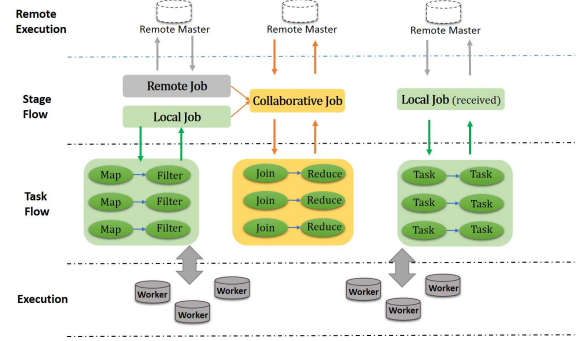 Remote
Execution
Remote Master
Remote Master
Remote Master
Stage
Flow
Remote Job
Local Job
Collaborative Job
Local Job (received)
Task
Flow
Map Filter
Map Filter
Map Filter
Join Reduce
Join Reduce
Join Reduce
Task Task
Task Task
Task Task
Execution
Worker
Worker
Worker
Worker
Worker
Worker